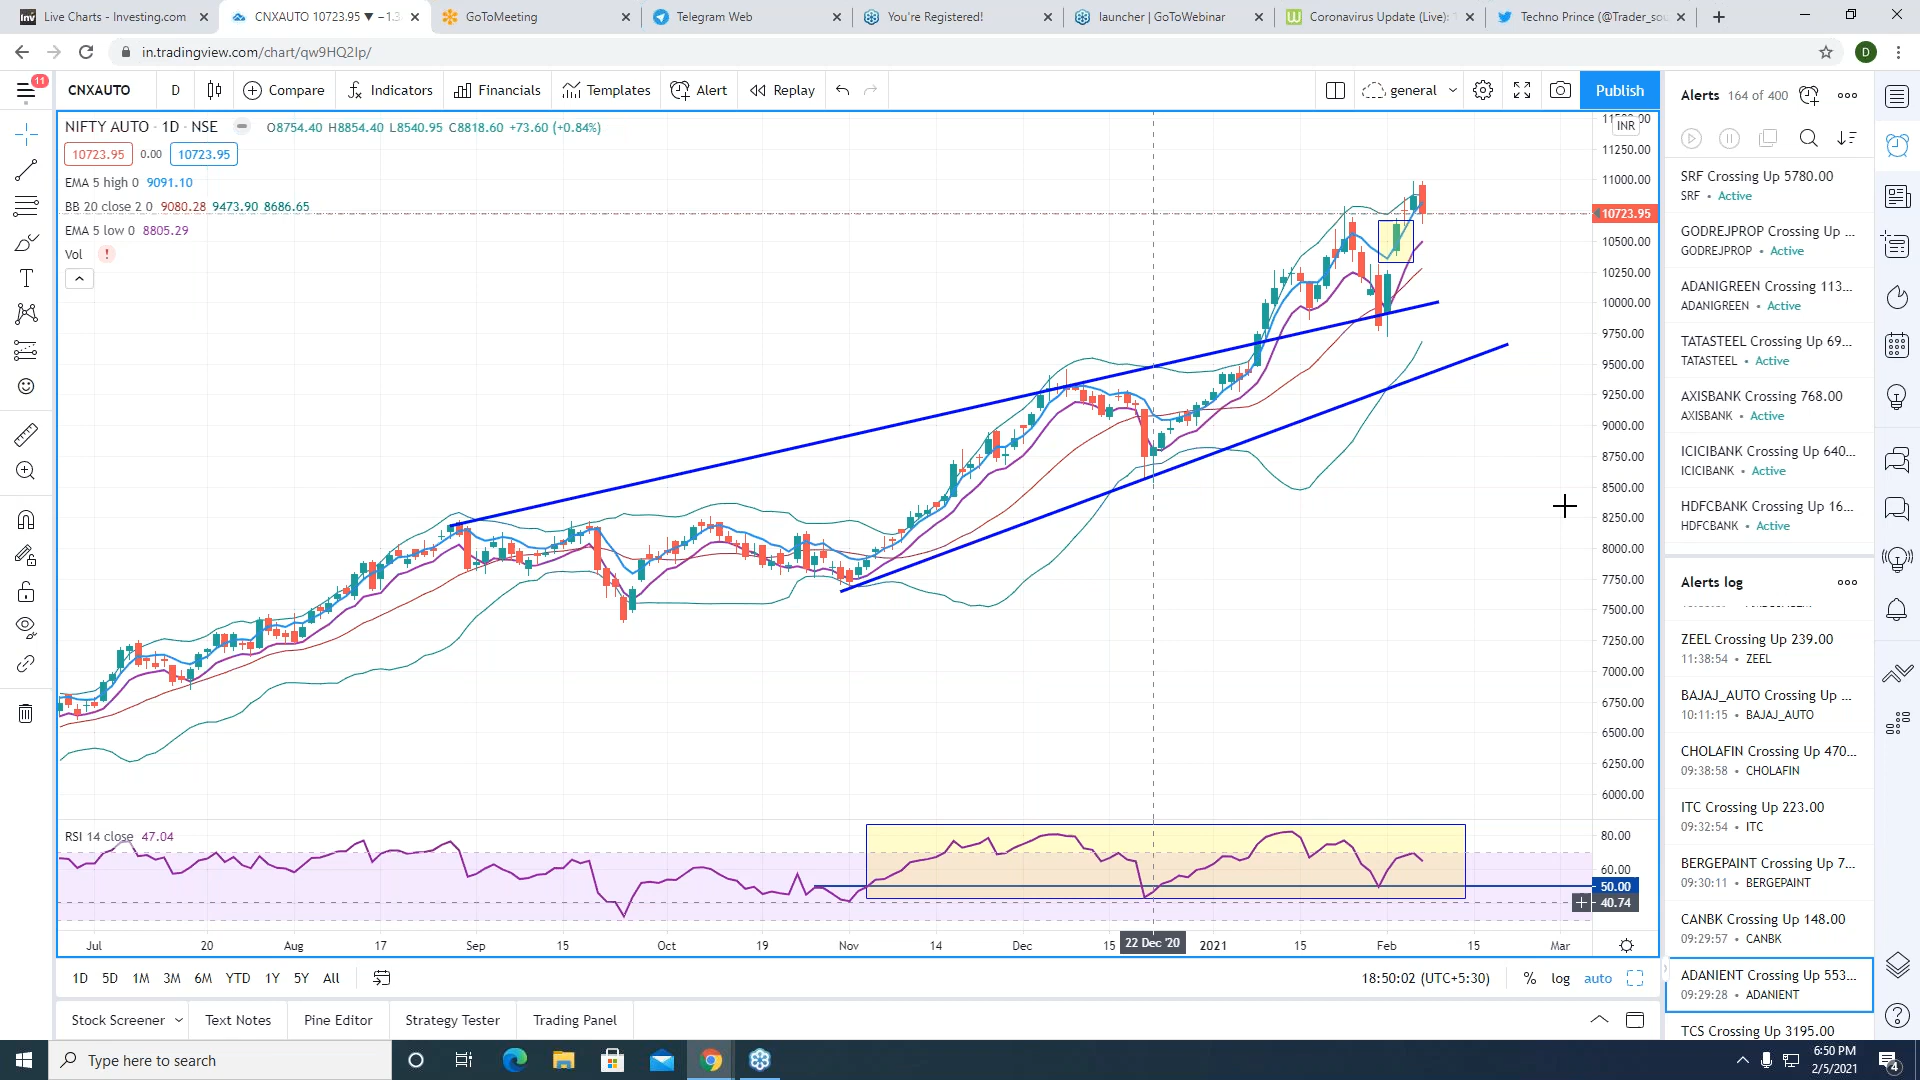 Live Charts - Investing.com
CNXAUTO 10723.95 ▼ −1.3
GoToMeeting
Telegram Web
You're Registered!
launcher | GoToWebinar
Coronavirus Update (Live):
Techno Prince (@Trader_sou
in.tradingview.com/chart/qw9HQ2Ip/
D
11
CNXAUTO
D
Compare
Indicators
Financials
Templates
Alert
Replay
general
Publish
NIFTY AUTO · 1D · NSE
O8754.40 H8854.40 L8540.95 C8818.60 +73.60 (+0.84%)
10723.95 0.00 10723.95
EMA 5 high 0 9091.10
BB 20 close 2 0 9080.28 9473.90 8686.65
EMA 5 low 0 8805.29
Vol !
INR
11250.00
11000.00
10723.95
10500.00
10250.00
10000.00
9750.00
9500.00
9250.00
9000.00
8750.00
8500.00
8250.00
8000.00
7750.00
7500.00
7250.00
7000.00
6750.00
6500.00
6250.00
6000.00
RSI 14 close 47.04
80.00
60.00
50.00
40.74
Jul 20 Aug 17 Sep 15 Oct 19 Nov 14 Dec 15 22 Dec '20 2021 15 Feb 15 Mar
1D 5D 1M 3M 6M YTD 1Y 5Y All
18:50:02 (UTC+5:30) % log auto
Stock Screener Text Notes Pine Editor Strategy Tester Trading Panel
Alerts 164 of 400
SRF Crossing Up 5780.00
SRF • Active
GODREJPROP Crossing Up ...
GODREJPROP • Active
ADANIGREEN Crossing 113...
ADANIGREEN • Active
TATASTEEL Crossing Up 69...
TATASTEEL • Active
AXISBANK Crossing 768.00
AXISBANK • Active
ICICIBANK Crossing Up 640...
ICICIBANK • Active
HDFCBANK Crossing Up 16...
HDFCBANK • Active
Alerts log
ZEEL Crossing Up 239.00
11:38:54 • ZEEL
BAJAJ_AUTO Crossing Up ...
10:11:15 • BAJAJ_AUTO
CHOLAFIN Crossing Up 470...
09:38:58 • CHOLAFIN
ITC Crossing Up 223.00
09:32:54 • ITC
BERGEPAINT Crossing Up 7...
09:30:11 • BERGEPAINT
CANBK Crossing Up 148.00
09:29:57 • CANBK
ADANIENT Crossing Up 553...
09:29:28 • ADANIENT
TCS Crossing Up 3195.00
Type here to search
6:50 PM
2/5/2021
4